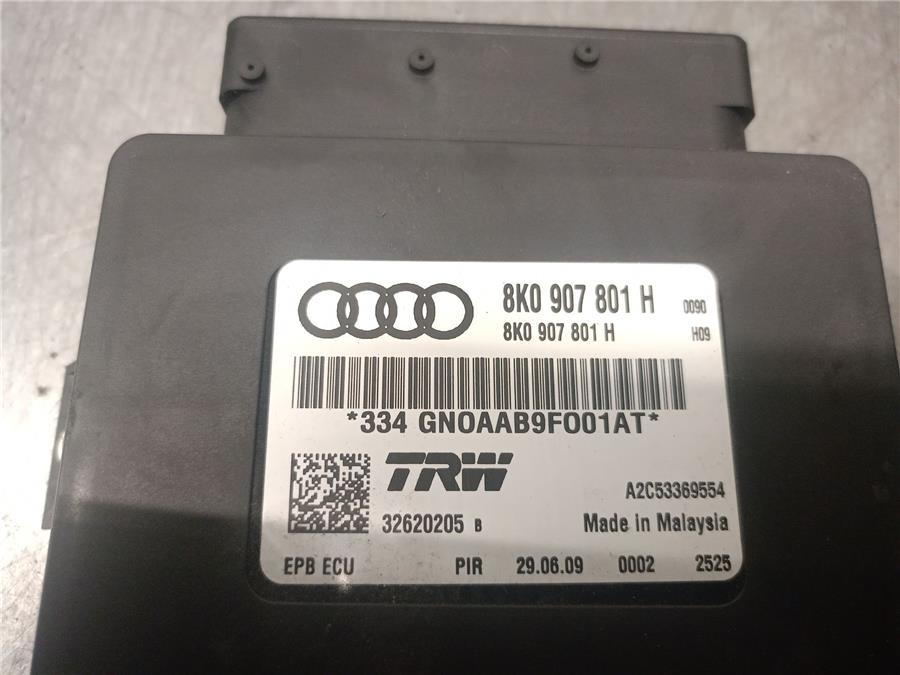 8K0 907 801 H 0090
8K0 907 801 H H09
*334 GN0AAB9F001AT*
TRW
A2C53369554
32620205 B Made in Malaysia
EPB ECU PIR 29.06.09 0002 2525